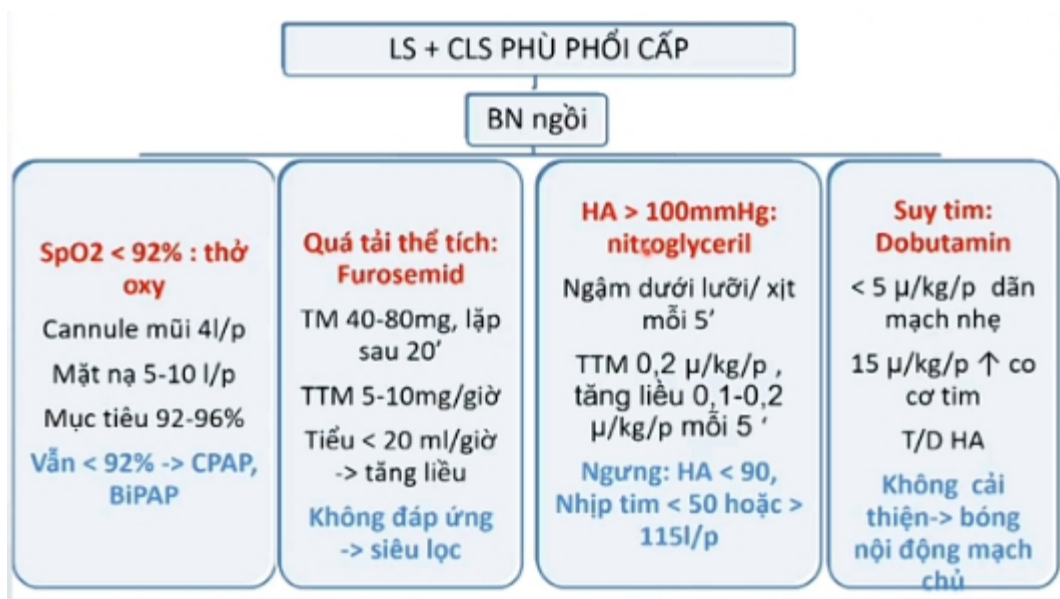 LS + CLS PHÙ PHỔI CẤP
BN ngồi
SpO2 < 92% : thở
oxy
Cannule mũi 4l/p
Mặt nạ 5-10 l/p
Mục tiêu 92-96%
Vẫn < 92% -> CPAP,
BiPAP
Quá tải thể tích:
Furosemid
TM 40-80mg, lặp
sau 20'
TTM 5-10mg/giờ
Tiểu < 20 ml/giờ
-> tăng liều
Không đáp ứng
-> siêu lọc
HA > 100mmHg:
nitroglyceril
Ngậm dưới lưỡi/ xịt
mỗi 5'
TTM 0,2 µ/kg/p ,
tăng liều 0,1-0,2
µ/kg/p mỗi 5 '
Ngưng: HA < 90,
Nhịp tim < 50 hoặc >
115l/p
Suy tim:
Dobutamin
< 5 µ/kg/p dãn
mạch nhẹ
15 µ/kg/p ↑ co
cơ tim
T/D HA
Không cải
thiện-> bóng
nội động mạch
chủ